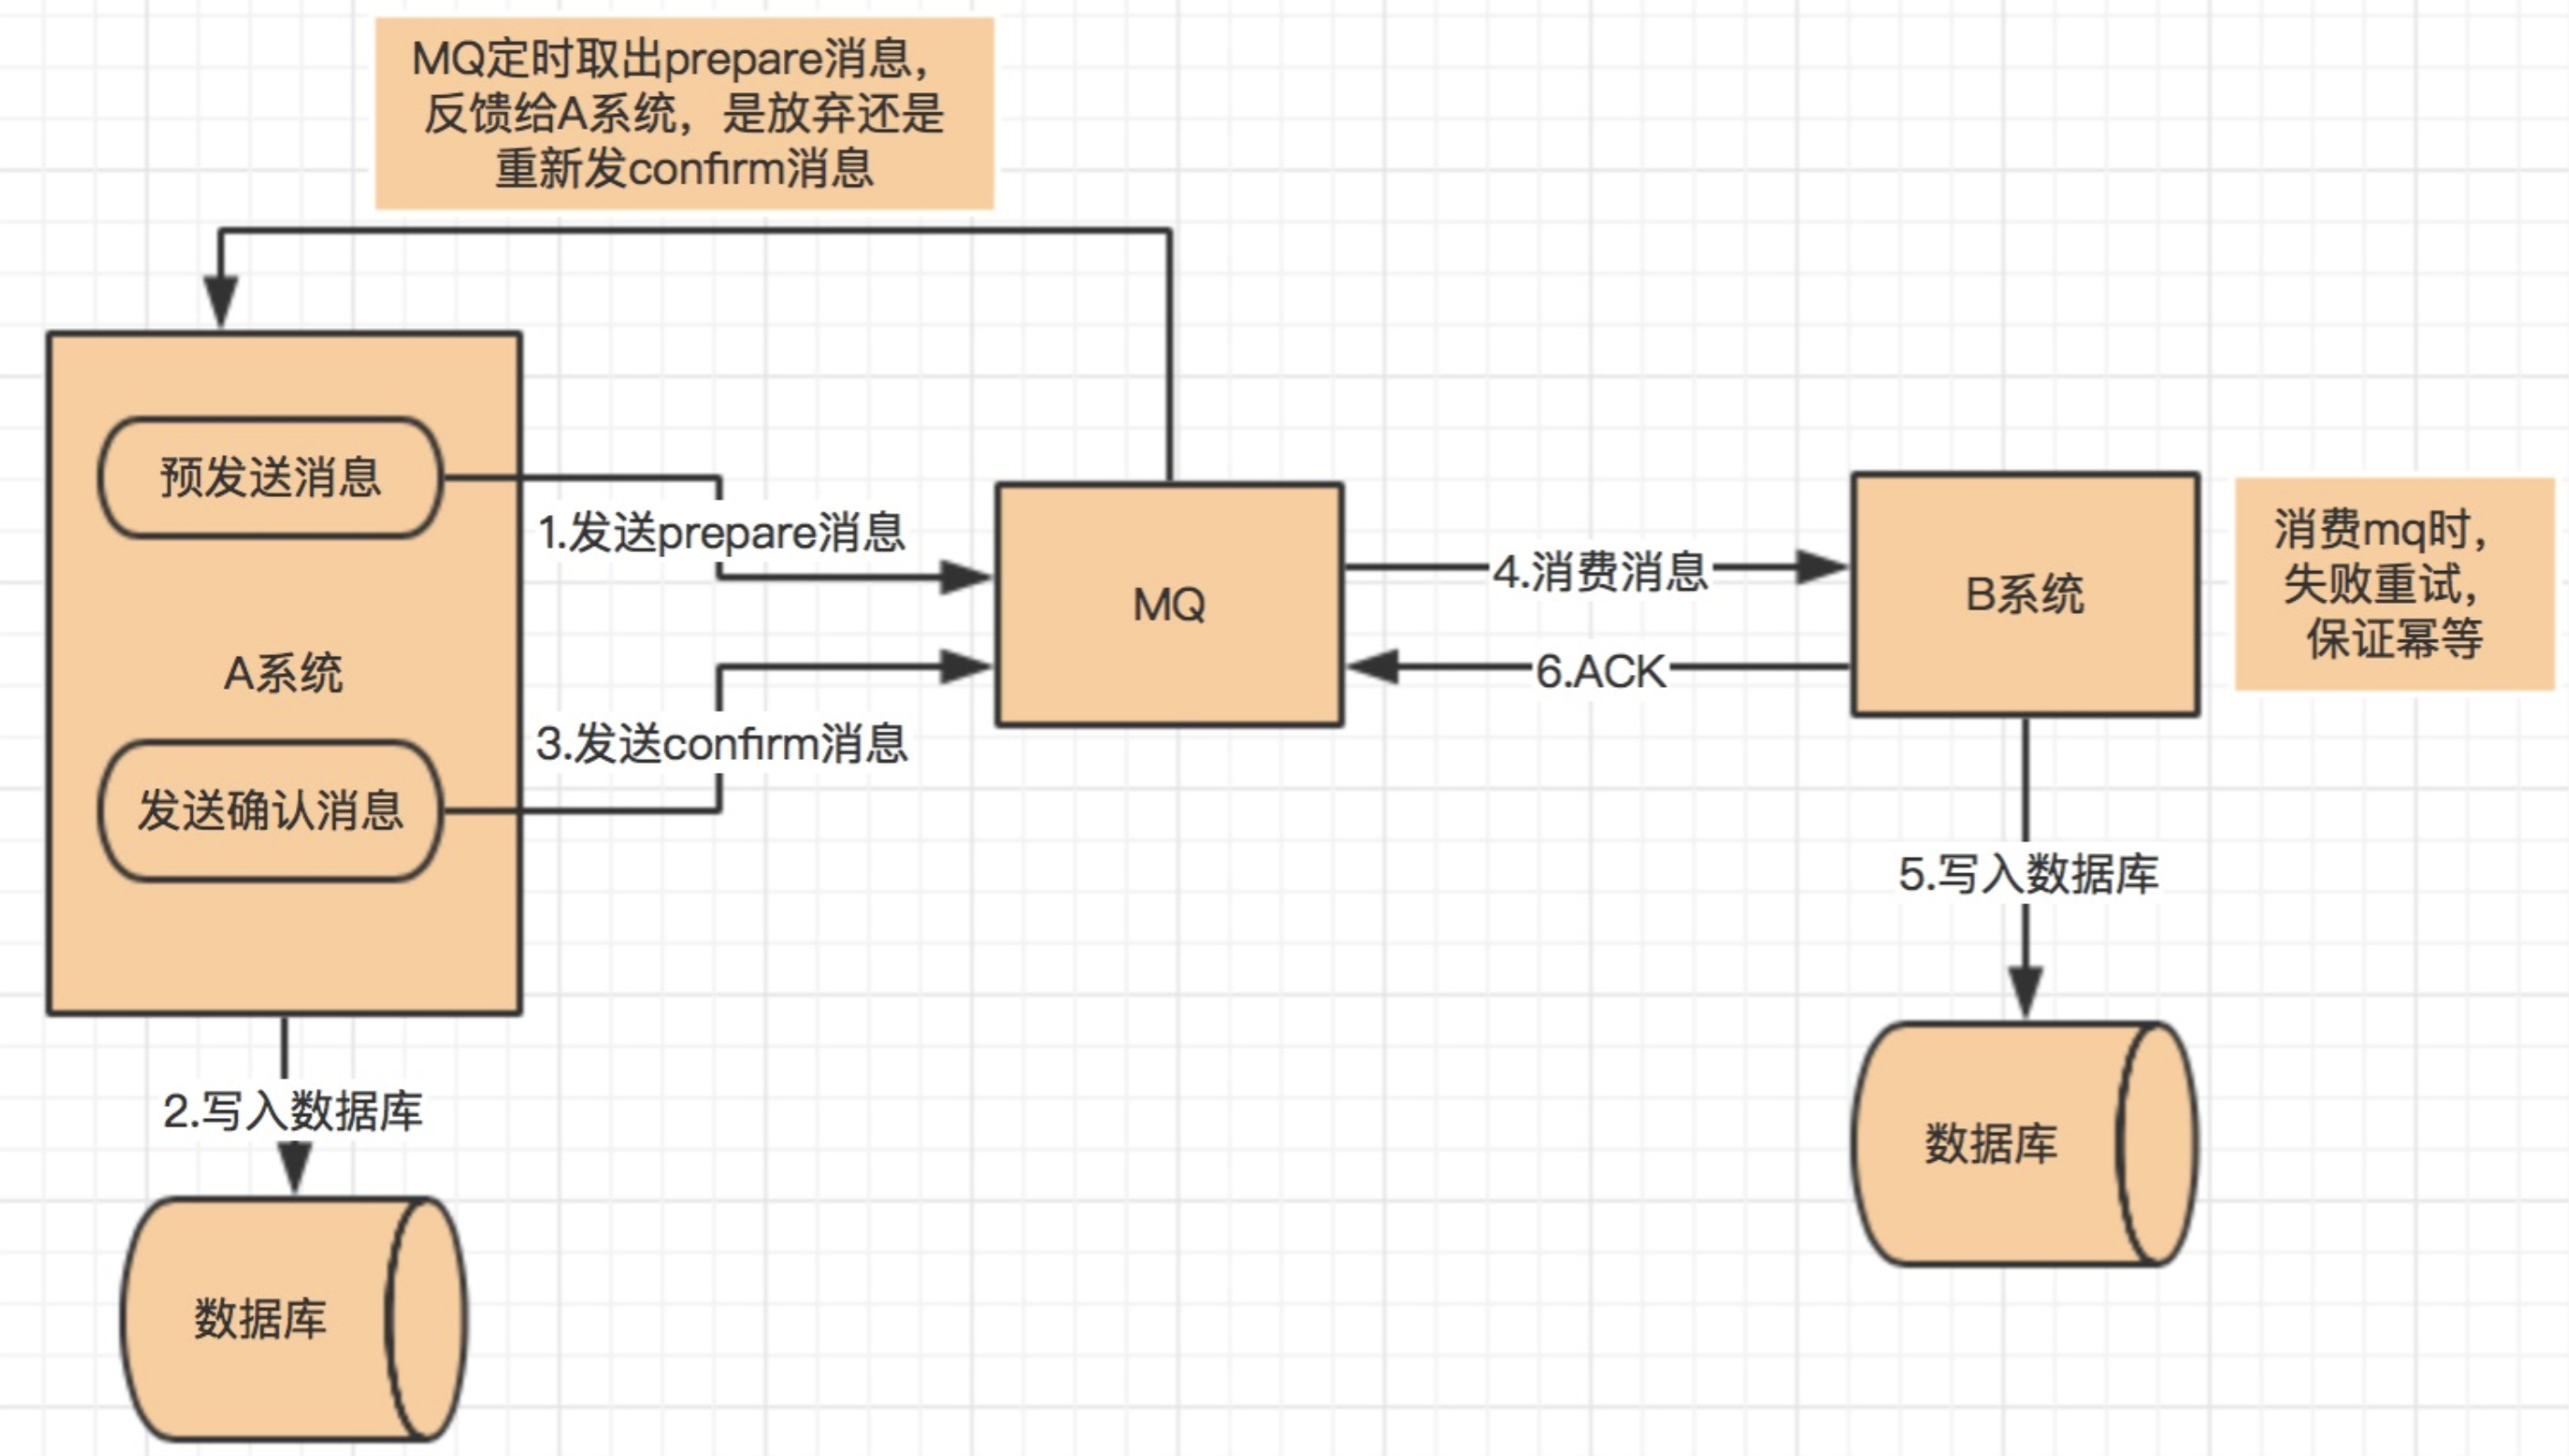 MQ定时取出prepare消息，
反馈给A系统，是放弃还是
重新发confirm消息
预发送消息
1.发送prepare消息
A系统
3.发送confirm消息
发送确认消息
2.写入数据库
数据库
MQ
4.消费消息
6.ACK
B系统
消费mq时，
失败重试，
保证幂等
5.写入数据库
数据库